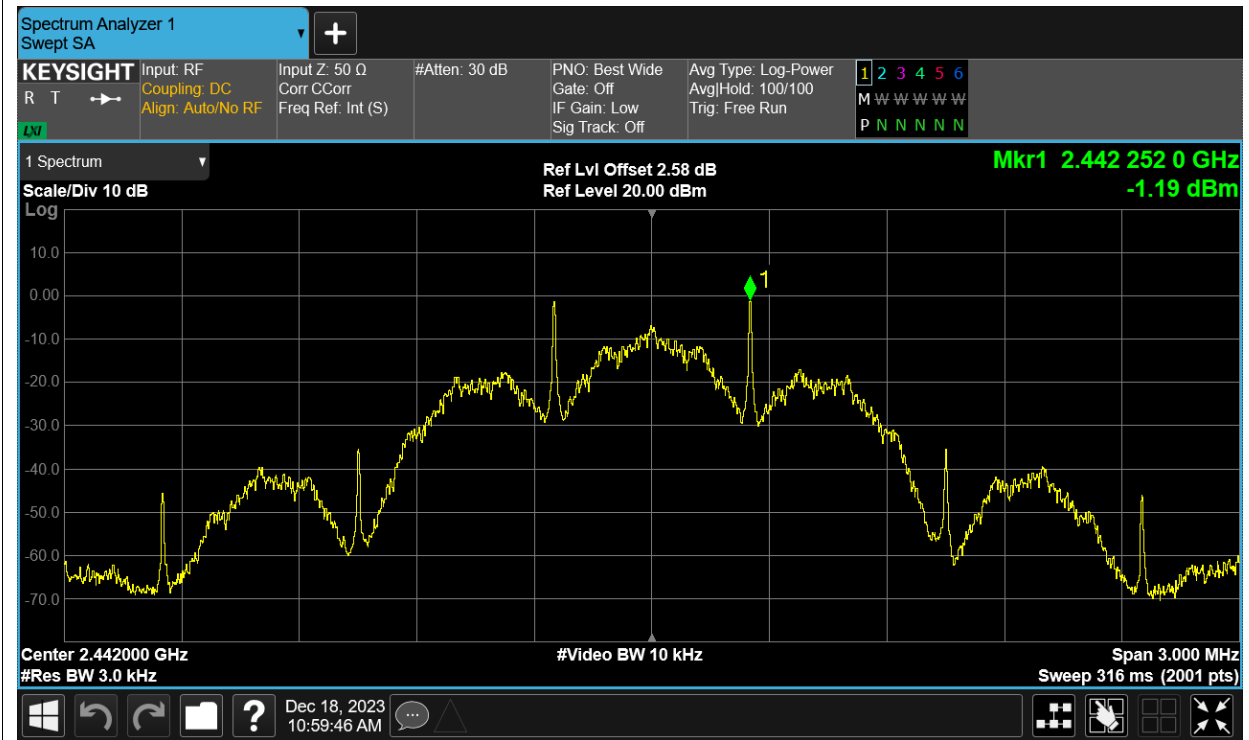 Spectrum Analyzer 1
Swept SA
+
KEYSIGHT
R T
LXI
Input: RF
Coupling: DC
Align: Auto/No RF
Input Z: 50 Ω
Corr CCorr
Freq Ref: Int (S)
#Atten: 30 dB
PNO: Best Wide
Gate: Off
IF Gain: Low
Sig Track: Off
Avg Type: Log-Power
Avg|Hold: 100/100
Trig: Free Run
1 2 3 4 5 6
M W W W W W
P N N N N N
1 Spectrum
Ref Lvl Offset 2.58 dB
Mkr1 2.442 252 0 GHz
Scale/Div 10 dB
Ref Level 20.00 dBm
-1.19 dBm
Log
10.0
1
0.00
-10.0
-20.0
-30.0
-40.0
-50.0
-60.0
-70.0
Center 2.442000 GHz
#Video BW 10 kHz
Span 3.000 MHz
#Res BW 3.0 kHz
Sweep 316 ms (2001 pts)
?
Dec 18, 2023
10:59:46 AM